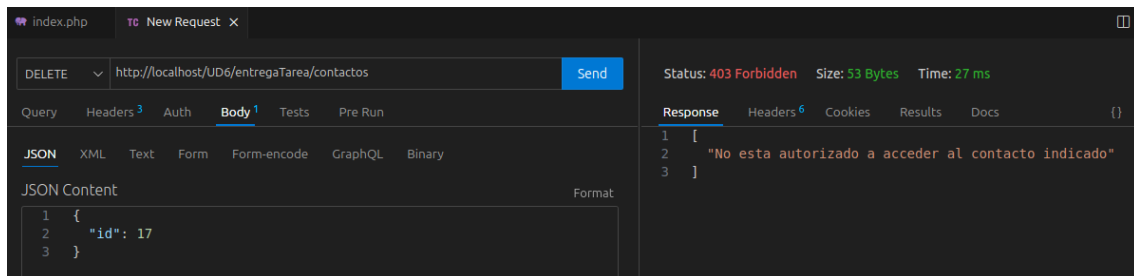 index.php TC New Request ×
DELETE http://localhost/UD6/entregaTarea/contactos Send
Query Headers 3 Auth Body 1 Tests Pre Run
JSON XML Text Form Form-encode GraphQL Binary
JSON Content Format
1 {
2 "id": 17
3 }
Status: 403 Forbidden Size: 53 Bytes Time: 27 ms
Response Headers 6 Cookies Results Docs {}
1 [
2 "No esta autorizado a acceder al contacto indicado"
3 ]